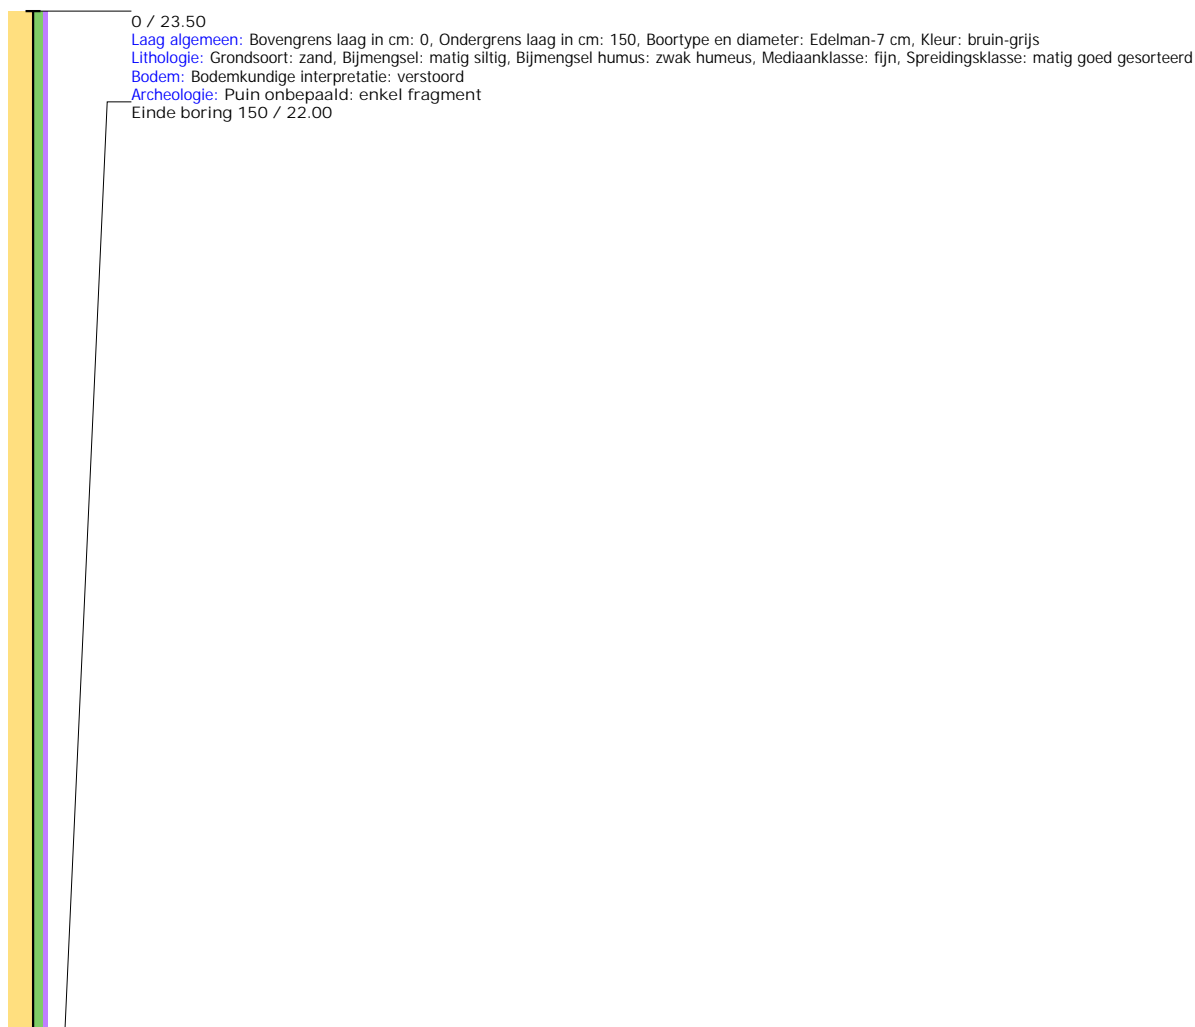 0 / 23.50
Laag algemeen: Bovengrens laag in cm: 0, Ondergrens laag in cm: 150, Boortype en diameter: Edelman-7 cm, Kleur: bruin-grijs
Lithologie: Grondsoort: zand, Bijmengsel: matig siltig, Bijmengsel humus: zwak humeus, Mediaanklasse: fijn, Spreidingsklasse: matig goed gesorteerd
Bodem: Bodemkundige interpretatie: verstoord
Archeologie: Puin onbepaald: enkel fragment
Einde boring 150 / 22.00